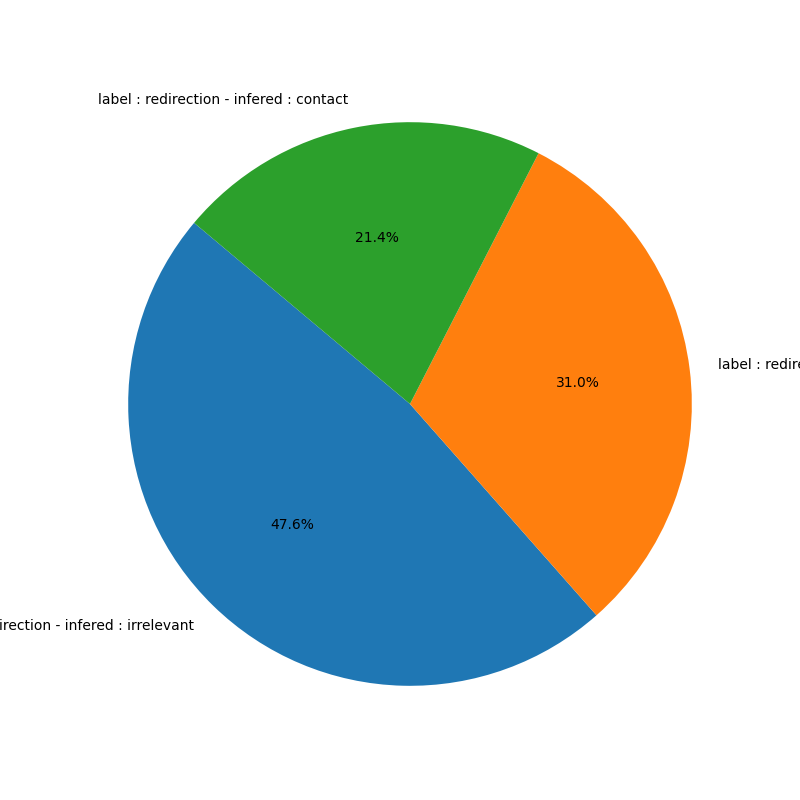 label : redirection - infered : contact
21.4%
label : redire
31.0%
47.6%
irection - infered : irrelevant